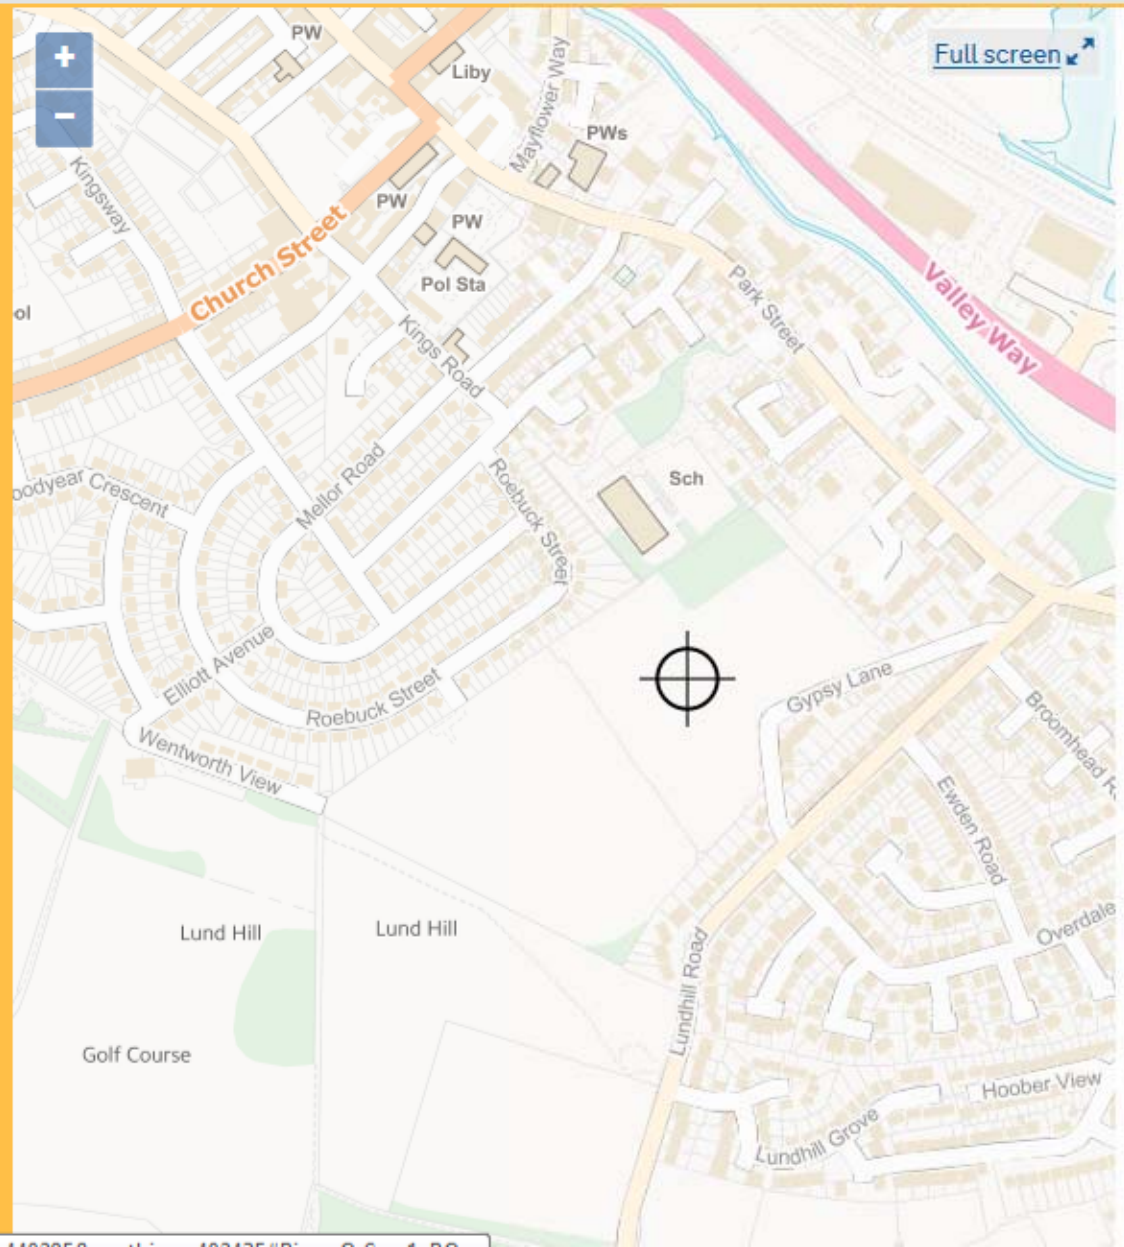 PW
Full screen
+
Liby
−
Mayflower Way
PWs
Kingsway
PW
PW
Church Street
Pol Sta
Park Street
Valley Way
ol
Kings Road
Mellor Road
Sch
oodyear Crescent
Roebuck Street
Elliott Avenue
Gypsy Lane
Roebuck Street
Broomhead R
Wentworth View
Ewden Road
Lund Hill
Lund Hill
Overdale
Lundhill Road
Golf Course
Hoober View
Lundhill Grove